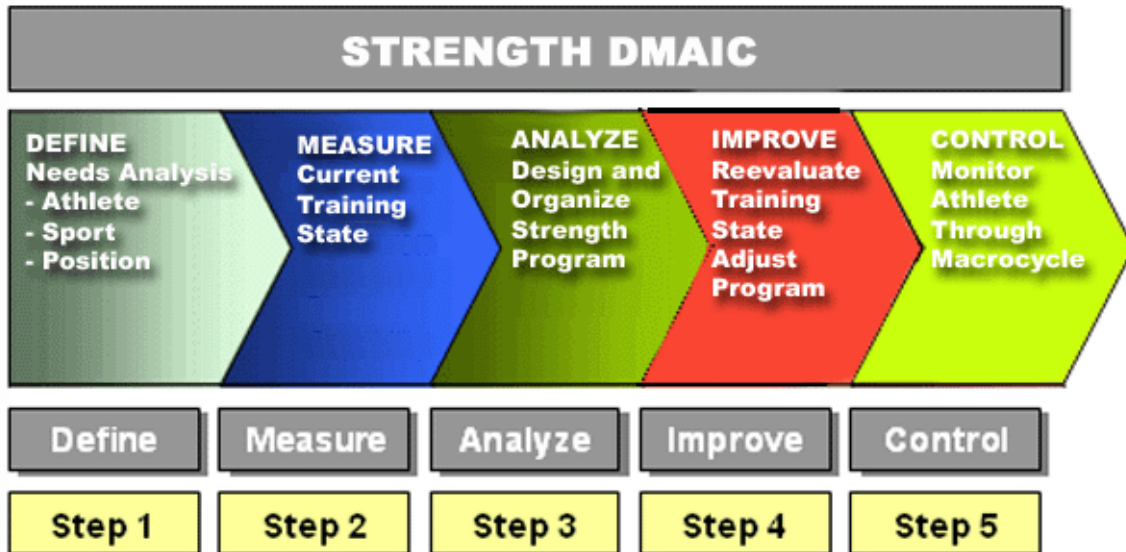 STRENGTH DMAIC
DEFINE
Needs Analysis
- Athlete
- Sport
- Position
MEASURE
Current
Training
State
ANALYZE
Design and
Organize
Strength
Program
IMPROVE
Reevaluate
Training
State
Adjust
Program
CONTROL
Monitor
Athlete
Through
Macrocycle
Define
Measure
Analyze
Improve
Control
Step 1
Step 2
Step 3
Step 4
Step 5